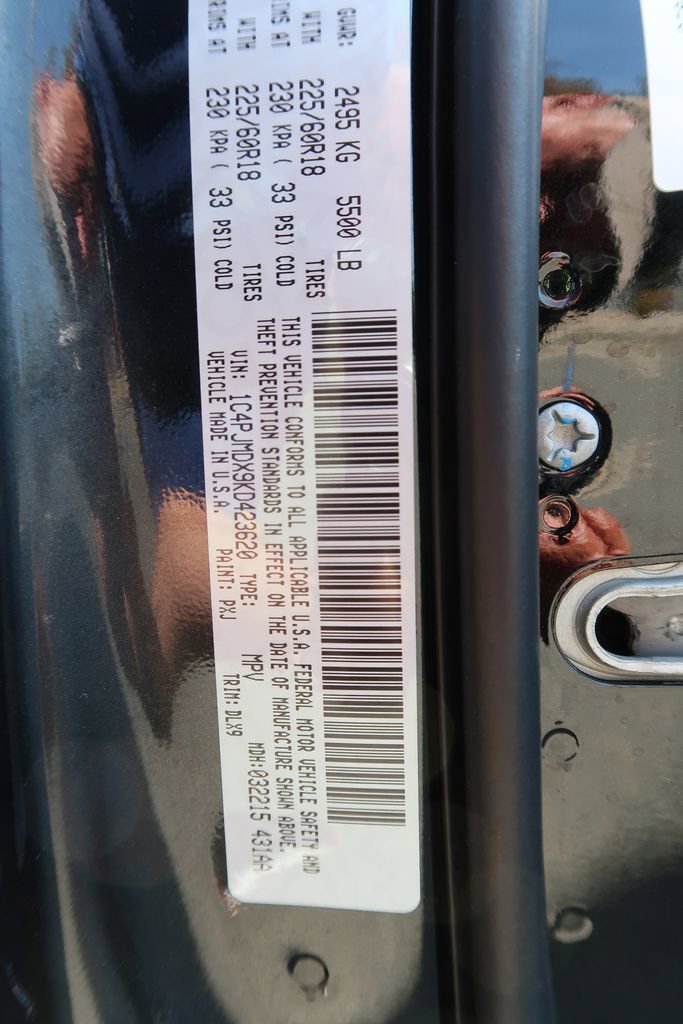 GVWR: 2495 KG 5500 LB
WITH 225/60R18 TIRES
IMS AT 230 KPA ( 33 PSI) COLD
WITH 225/60R18 TIRES
RIMS AT 230 KPA ( 33 PSI) COLD
THIS VEHICLE CONFORMS TO ALL APPLICABLE U.S.A. FEDERAL MOTOR VEHICLE SAFETY AND
THEFT PREVENTION STANDARDS IN EFFECT ON THE DATE OF MANUFACTURE SHOWN ABOVE.
VIN: 1C4PJMDX9KD423620 TYPE: MPV MDH:032215 431AA
VEHICLE MADE IN U.S.A. PAINT: PXJ TRIM: DLX9